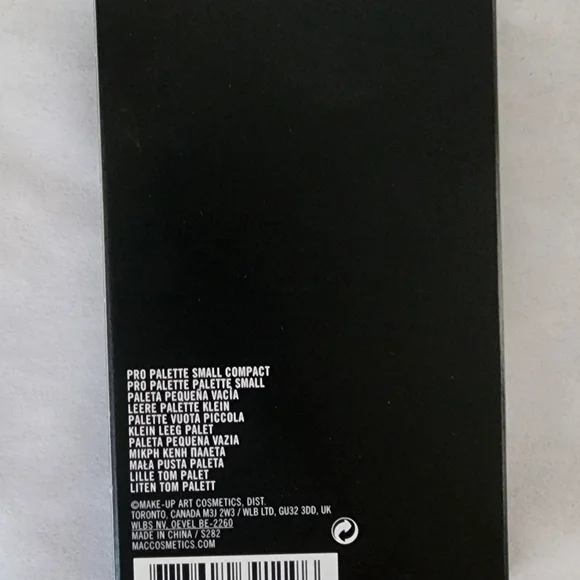 PRO PALETTE SMALL COMPACT
PRO PALETTE PALETTE SMALL
PALETA PEQUEÑA VACÍA
LEERE PALETTE KLEIN
PALETTE VUOTA PICCOLA
KLEIN LEEG PALET
PALETA PEQUENA VAZIA
ΜΙΚΡΗ ΚΕΝΗ ΠΑΛΕΤΑ
MAŁA PUSTA PALETA
LILLE TOM PALET
LITEN TOM PALETT
©MAKE-UP ART COSMETICS, DIST.
TORONTO, CANADA M3J 2W3 / WLB LTD, GU32 3DD, UK
WLBS NV, OEVEL BE-2260
MADE IN CHINA / S282
MACCOSMETICS.COM